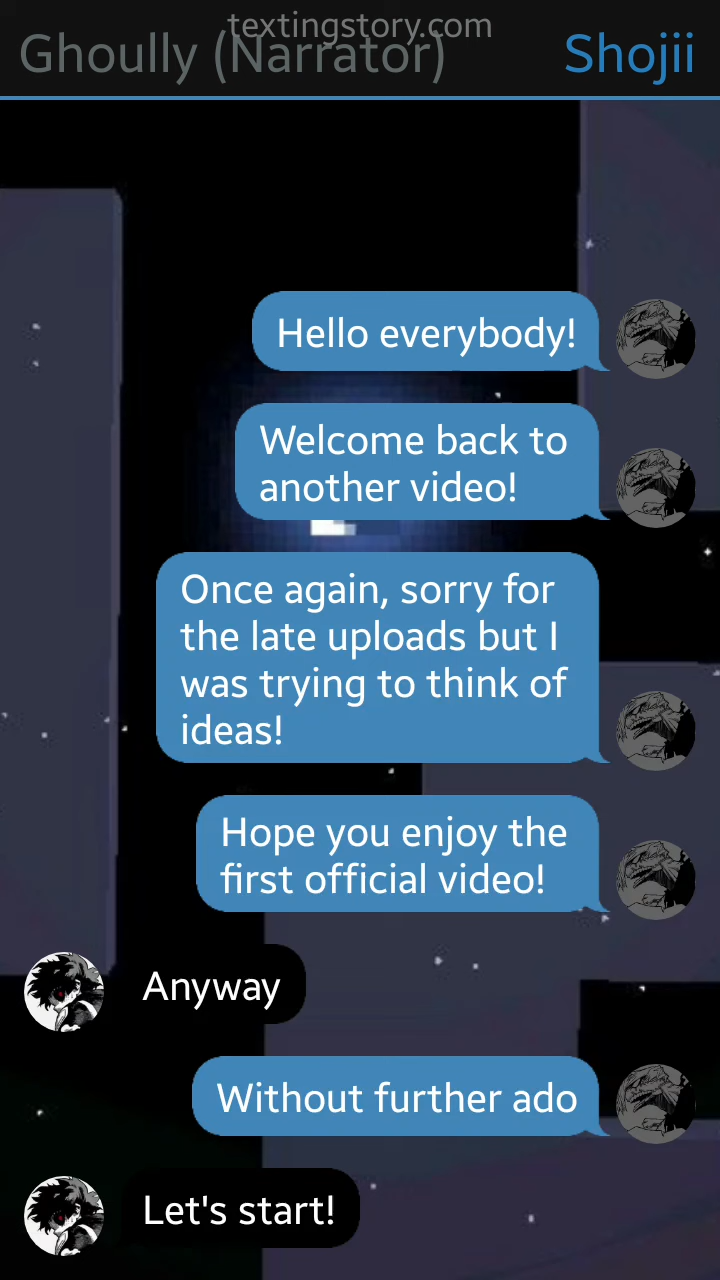 textingstory.com
Ghoully (Narrator)
Shojii
Hello everybody!
Welcome back to
another video!
Once again, sorry for
the late uploads but I
was trying to think of
ideas!
Hope you enjoy the
first official video!
Anyway
Without further ado
Let's start!